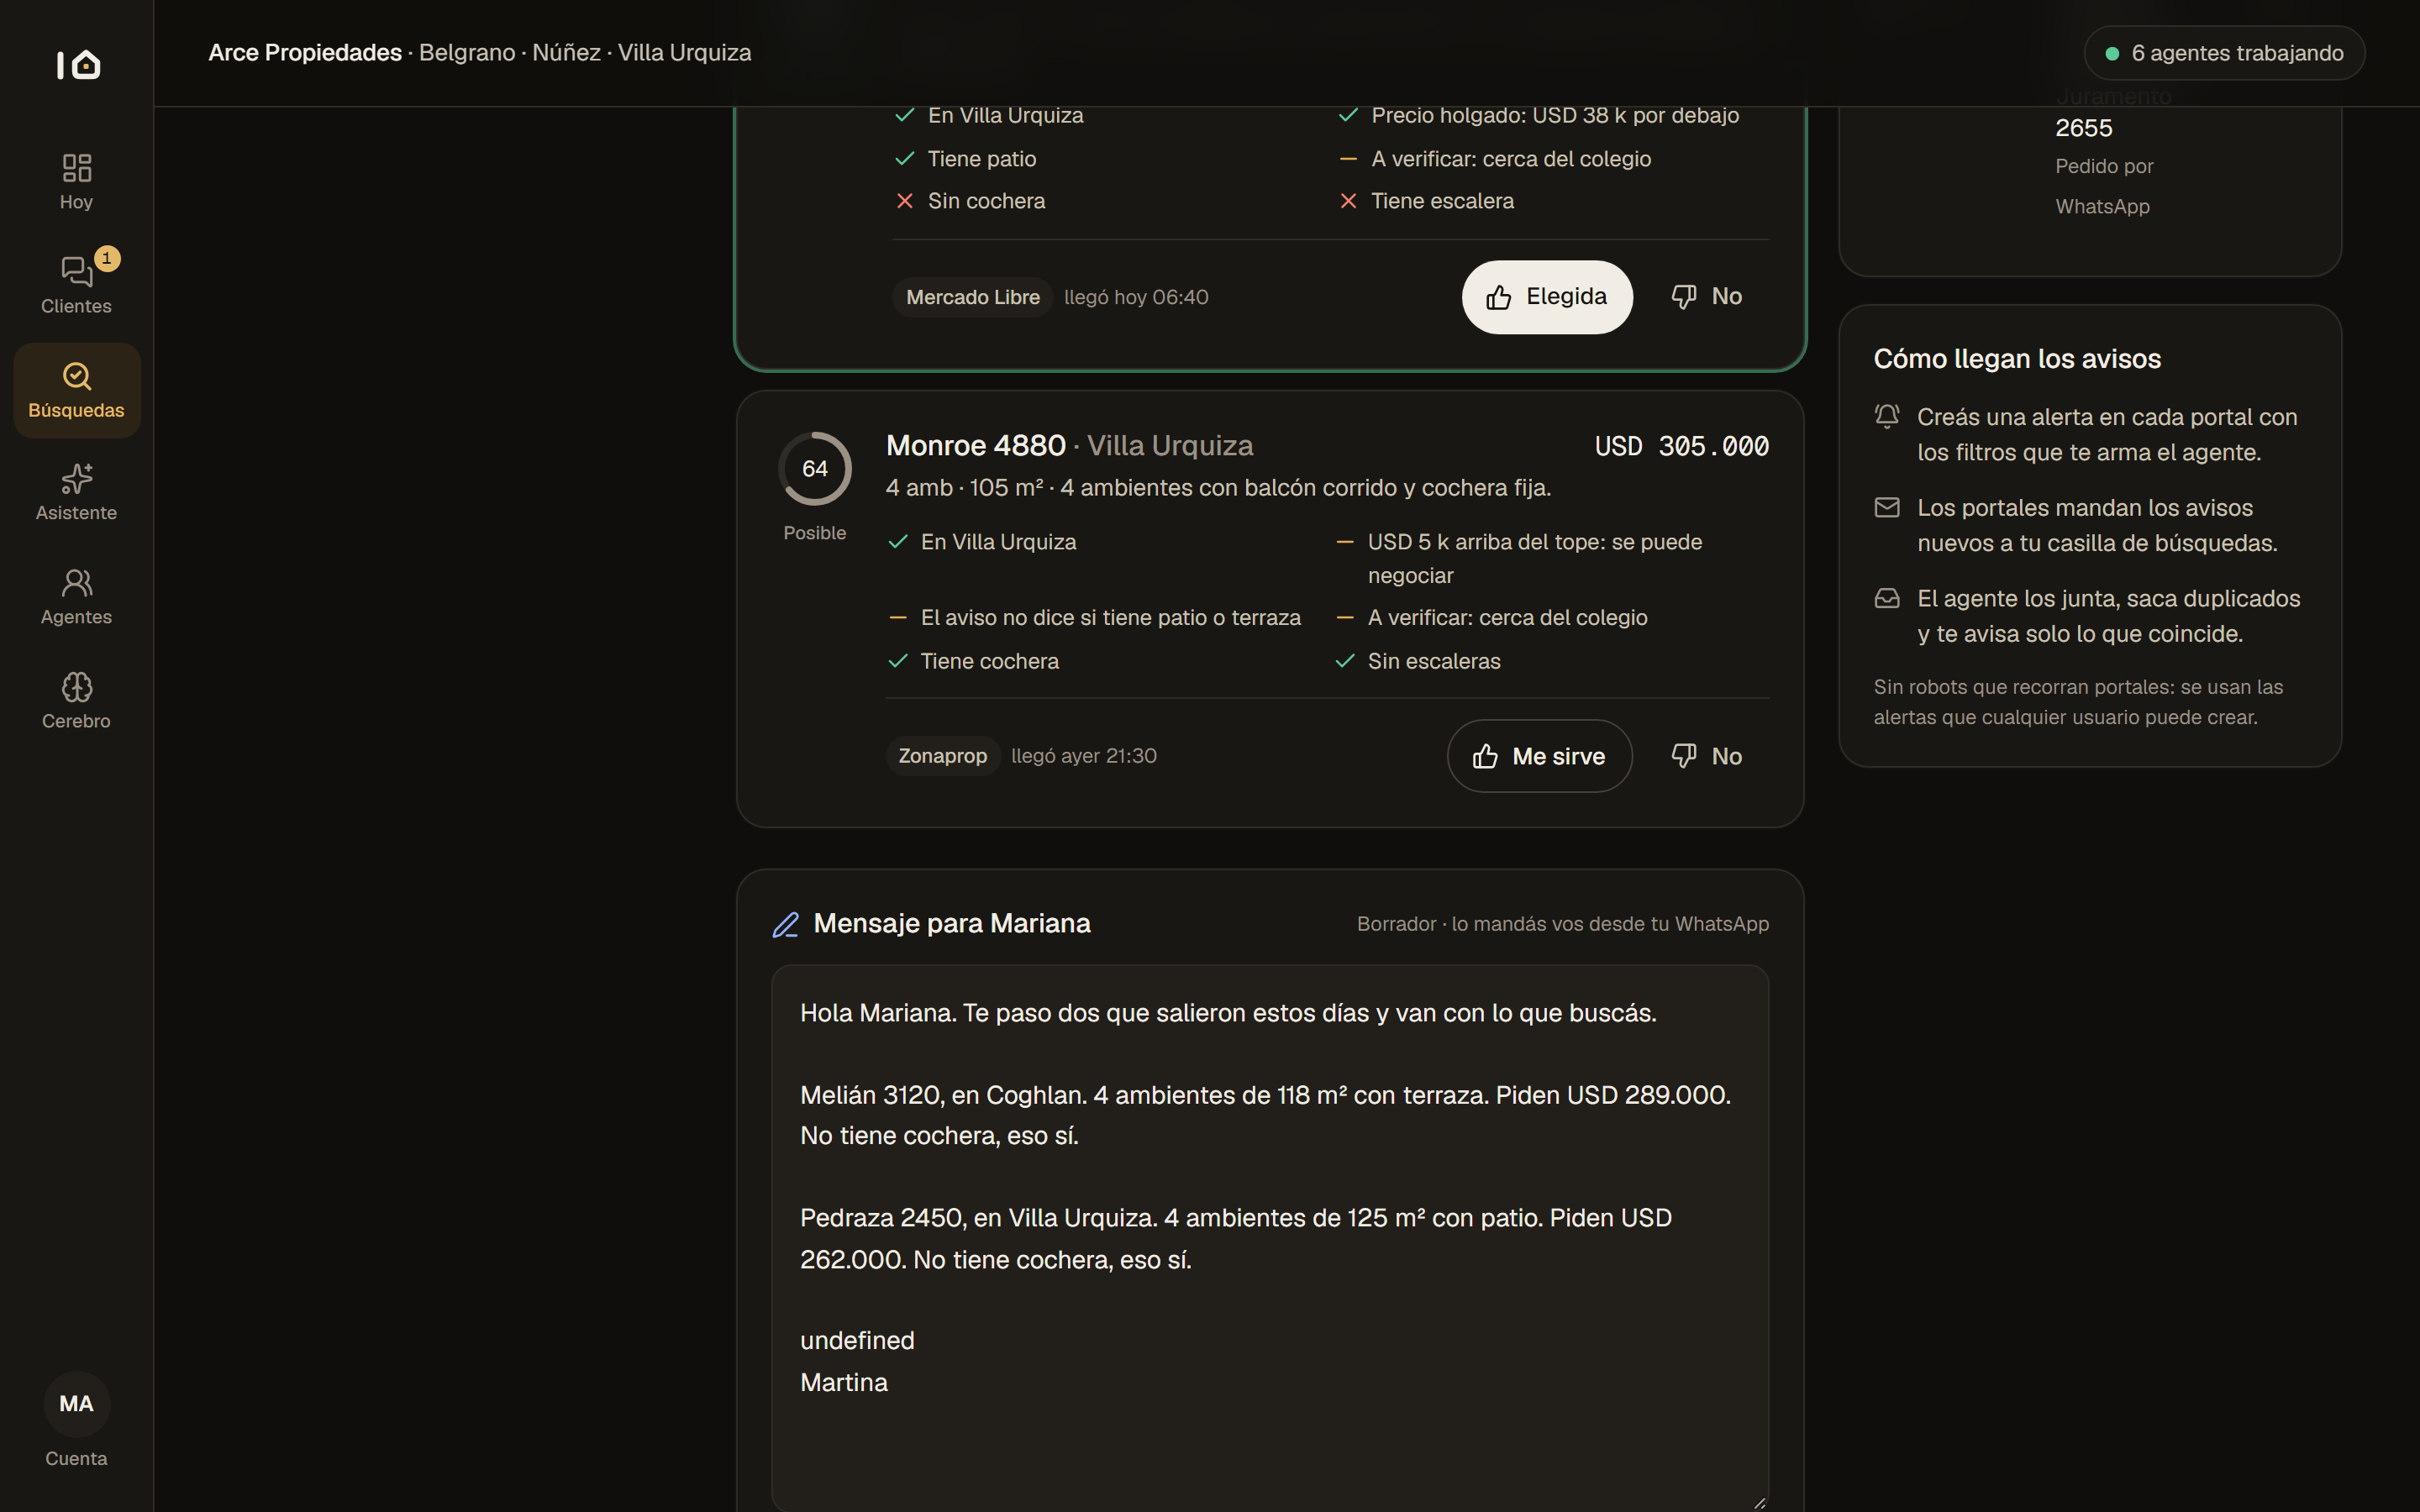 Arce Propiedades · Belgrano · Núñez · Villa Urquiza
6 agentes trabajando
Hoy
1
Clientes
Búsquedas
Asistente
Agentes
Cerebro
MA
Cuenta
En Villa Urquiza
Precio holgado: USD 38 k por debajo
Tiene patio
A verificar: cerca del colegio
Sin cochera
Tiene escalera
Mercado Libre
llegó hoy 06:40
Elegida
No
64
Posible
Monroe 4880 · Villa Urquiza
USD 305.000
4 amb · 105 m² · 4 ambientes con balcón corrido y cochera fija.
En Villa Urquiza
USD 5 k arriba del tope: se puede
negociar
El aviso no dice si tiene patio o terraza
A verificar: cerca del colegio
Tiene cochera
Sin escaleras
Zonaprop
llegó ayer 21:30
Me sirve
No
Mensaje para Mariana
Borrador · lo mandás vos desde tu WhatsApp
Hola Mariana. Te paso dos que salieron estos días y van con lo que buscás.
Melián 3120, en Coghlan. 4 ambientes de 118 m² con terraza. Piden USD 289.000.
No tiene cochera, eso sí.
Pedraza 2450, en Villa Urquiza. 4 ambientes de 125 m² con patio. Piden USD
262.000. No tiene cochera, eso sí.
undefined
Martina
Juramento
2655
Pedido por
WhatsApp
Cómo llegan los avisos
Creás una alerta en cada portal con
los filtros que te arma el agente.
Los portales mandan los avisos
nuevos a tu casilla de búsquedas.
El agente los junta, saca duplicados
y te avisa solo lo que coincide.
Sin robots que recorran portales: se usan las
alertas que cualquier usuario puede crear.